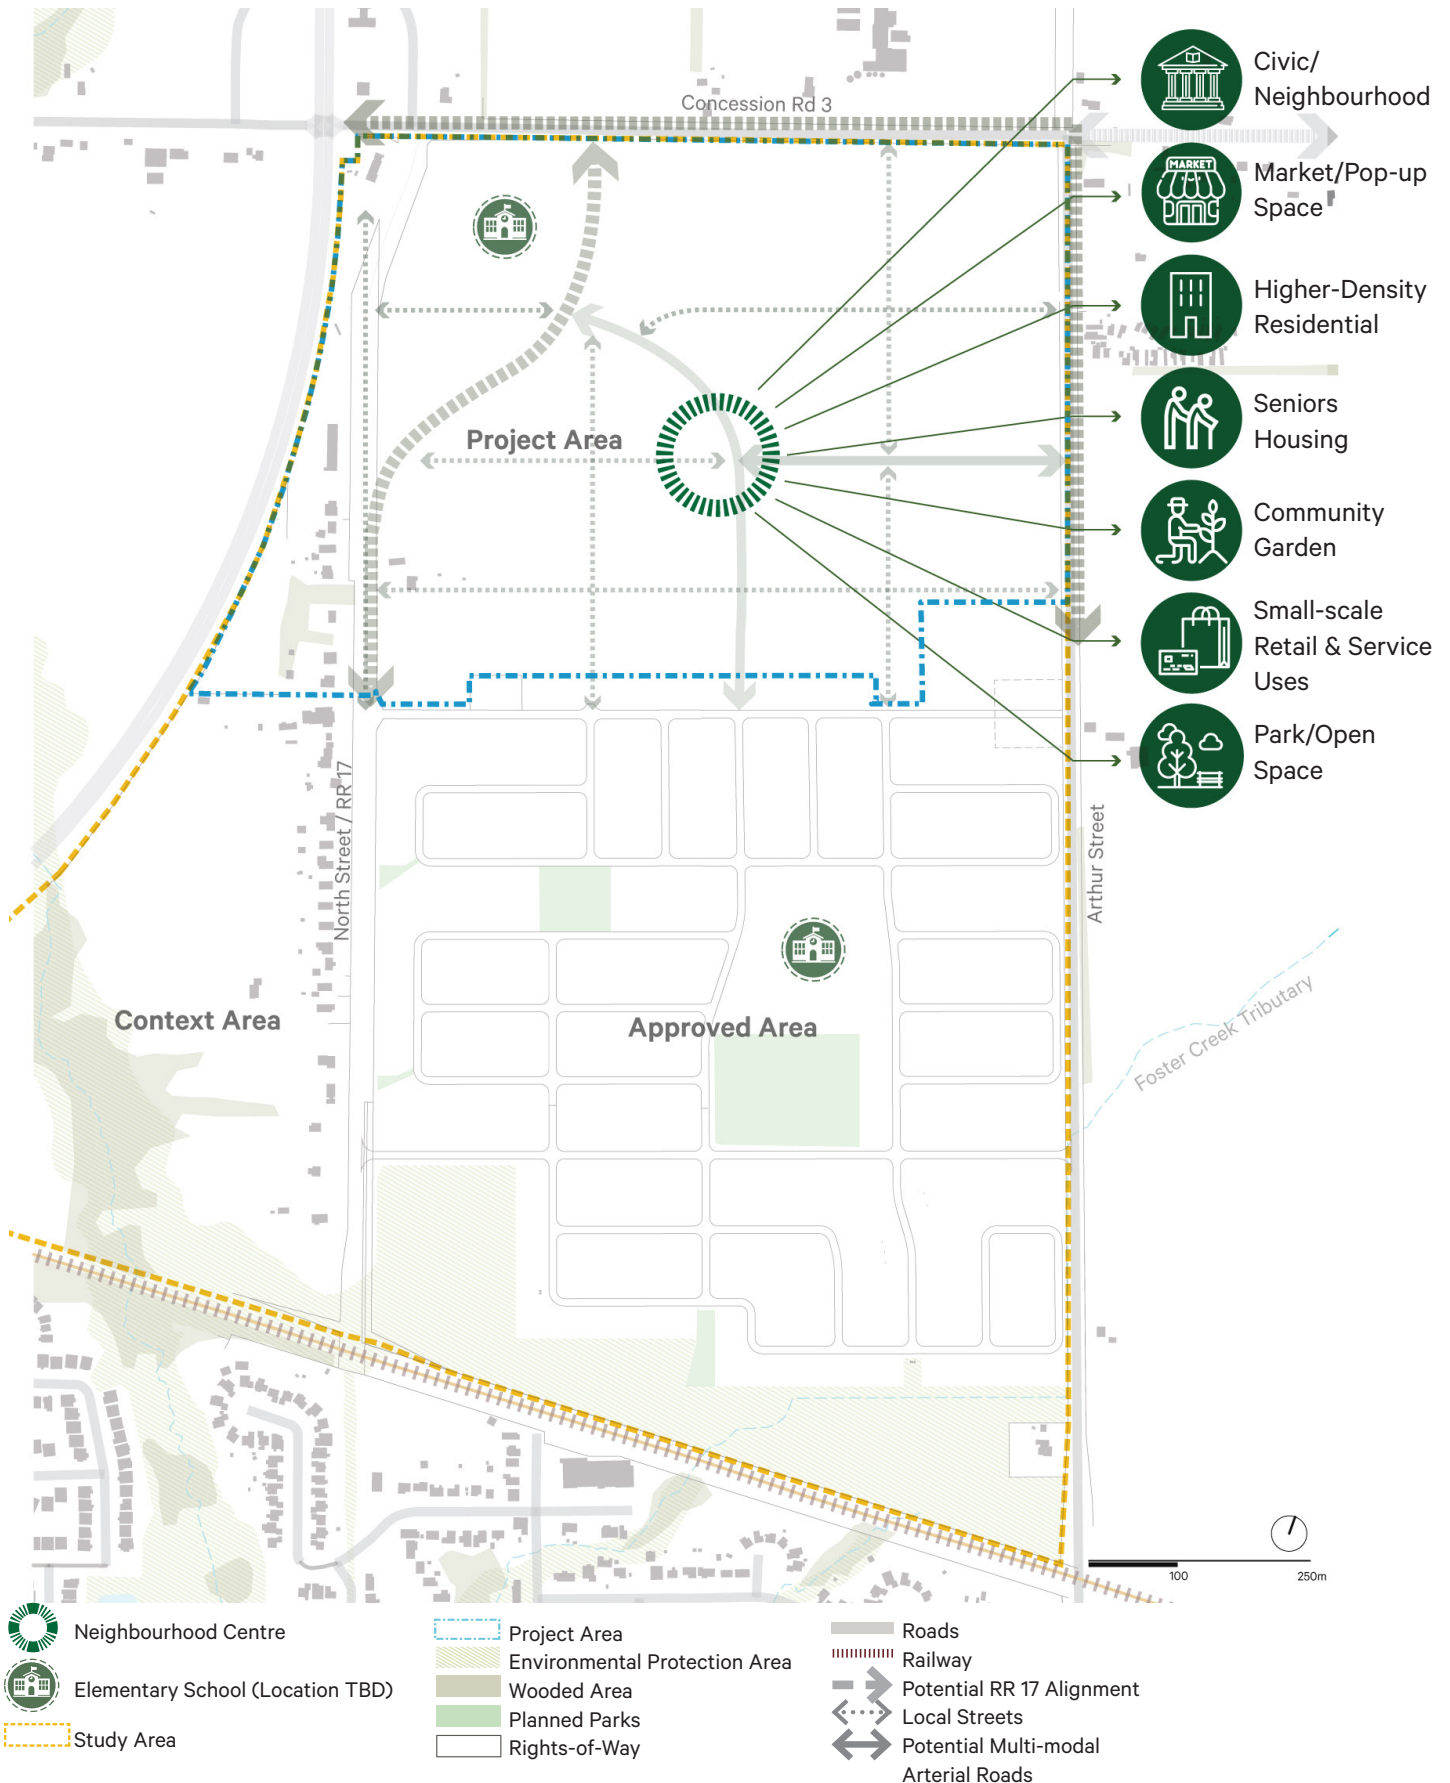 Concession Rd 3
Civic/
Neighbourhood
MARKET
Market/Pop-up
Space
Higher-Density
Residential
Project Area
Seniors
Housing
Community
Garden
Small-scale
Retail & Service
Uses
Park/Open
Space
North Street / RR 17
Arthur Street
Context Area
Approved Area
Foster Creek Tributary
100
250m
Neighbourhood Centre
Elementary School (Location TBD)
Study Area
Project Area
Environmental Protection Area
Wooded Area
Planned Parks
Rights-of-Way
Roads
Railway
Potential RR 17 Alignment
Local Streets
Potential Multi-modal
Arterial Roads